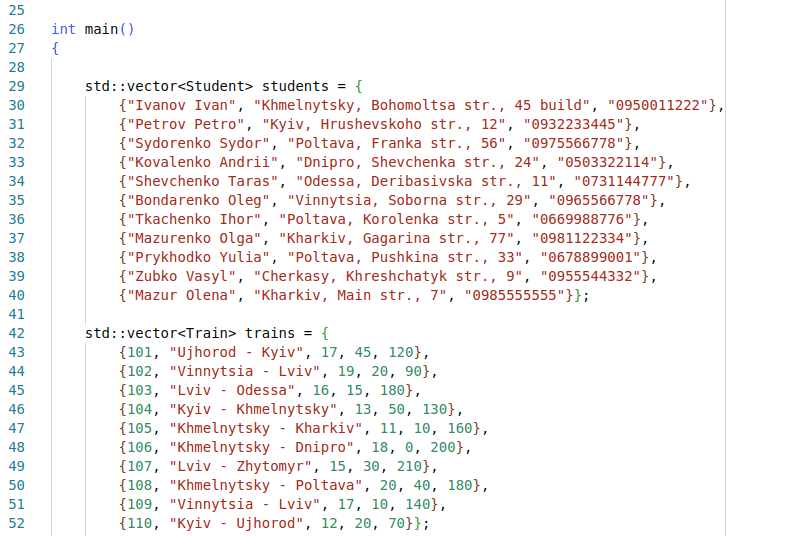 25
26 int main()
27 {
28
29 std::vector<Student> students = {
30 {"Ivanov Ivan", "Khmelnytsky, Bohomoltsa str., 45 build", "0950011222"},
31 {"Petrov Petro", "Kyiv, Hrushevskoho str., 12", "0932233445"},
32 {"Sydorenko Sydor", "Poltava, Franka str., 56", "0975566778"},
33 {"Kovalenko Andrii", "Dnipro, Shevchenka str., 24", "0503322114"},
34 {"Shevchenko Taras", "Odessa, Deribasivska str., 11", "0731144777"},
35 {"Bondarenko Oleg", "Vinnytsia, Soborna str., 29", "0965566778"},
36 {"Tkachenko Ihor", "Poltava, Korolenka str., 5", "0669988776"},
37 {"Mazurenko Olga", "Kharkiv, Gagarina str., 77", "0981122334"},
38 {"Prykhodko Yulia", "Poltava, Pushkina str., 33", "0678899001"},
39 {"Zubko Vasyl", "Cherkasy, Khreshchatyk str., 9", "0955544332"},
40 {"Mazur Olena", "Kharkiv, Main str., 7", "0985555555"}};
41
42 std::vector<Train> trains = {
43 {101, "Ujhorod - Kyiv", 17, 45, 120},
44 {102, "Vinnytsia - Lviv", 19, 20, 90},
45 {103, "Lviv - Odessa", 16, 15, 180},
46 {104, "Kyiv - Khmelnytsky", 13, 50, 130},
47 {105, "Khmelnytsky - Kharkiv", 11, 10, 160},
48 {106, "Khmelnytsky - Dnipro", 18, 0, 200},
49 {107, "Lviv - Zhytomyr", 15, 30, 210},
50 {108, "Khmelnytsky - Poltava", 20, 40, 180},
51 {109, "Vinnytsia - Lviv", 17, 10, 140},
52 {110, "Kyiv - Ujhorod", 12, 20, 70}};